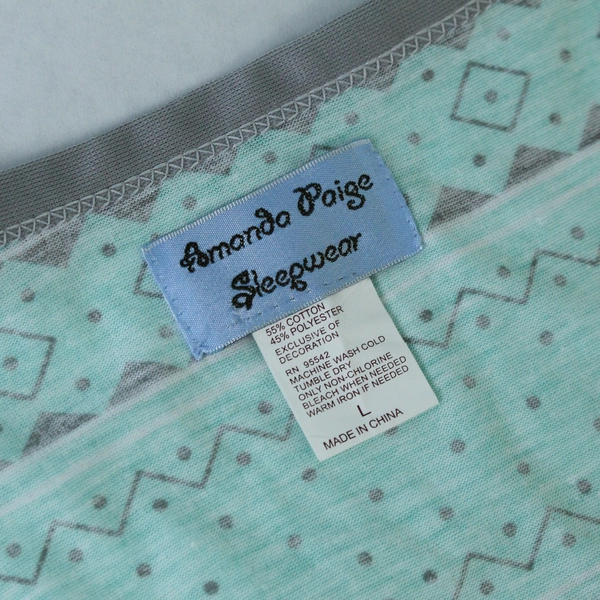 Amanda Paige
Sleepwear
55% COTTON
45% POLYESTER
EXCLUSIVE OF
DECORATION
RN 95542
MACHINE WASH COLD
TUMBLE DRY
ONLY NON-CHLORINE
BLEACH WHEN NEEDED
WARM IRON IF NEEDED
L
MADE IN CHINA